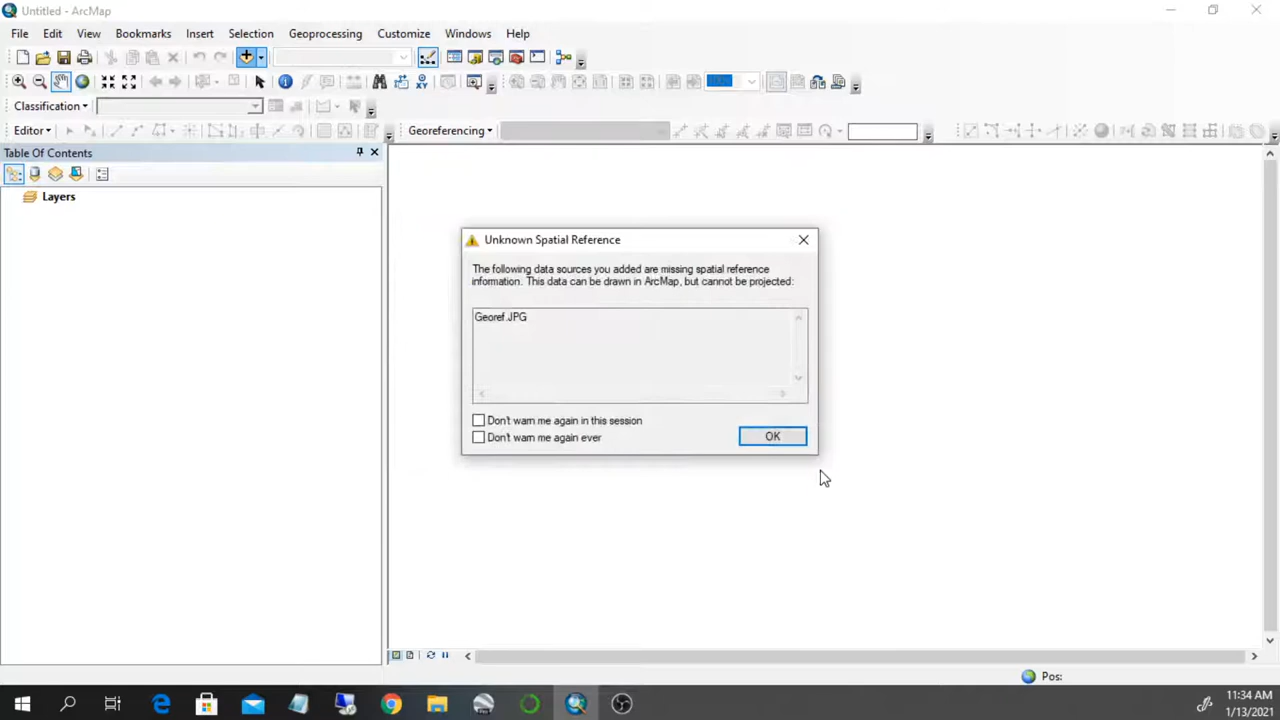 Untitled - ArcMap
File Edit View Bookmarks Insert Selection Geoprocessing Customize Windows Help
Classification
Editor Georeferencing
Table Of Contents
Layers
Unknown Spatial Reference
The following data sources you added are missing spatial reference
information. This data can be drawn in ArcMap, but cannot be projected:
Georef.JPG
Don't warn me again in this session
Don't warn me again ever
OK
Pos:
11:34 AM
1/13/2021